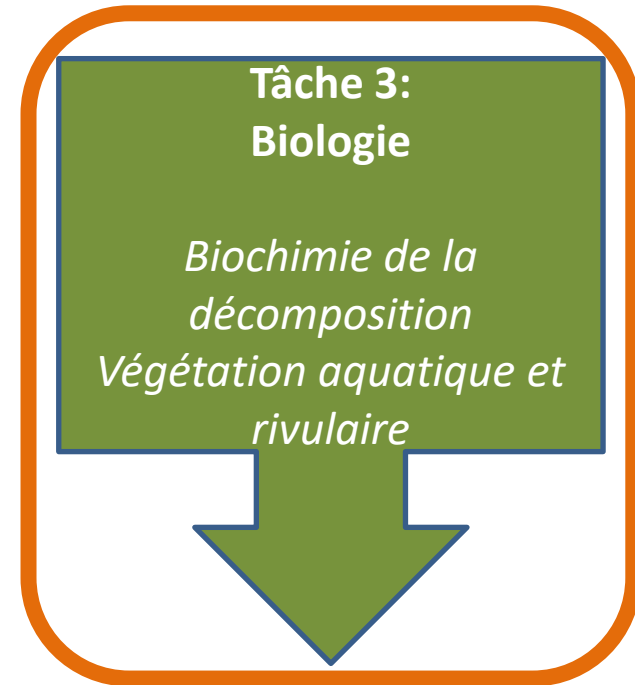 Tâche 3:
Biologie
Biochimie de la
décomposition
Végétation aquatique et
rivulaire